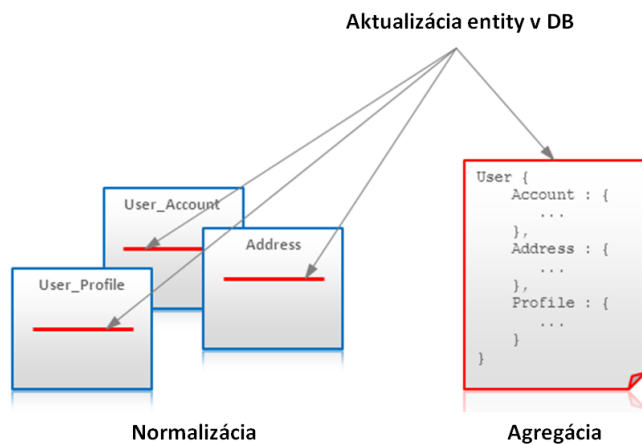 Aktualizácia entity v DB
User_Account
Address
User_Profile
User {
Account : {
...
},
Address : {
...
},
Profile : {
...
}
}
Normalizácia
Agregácia